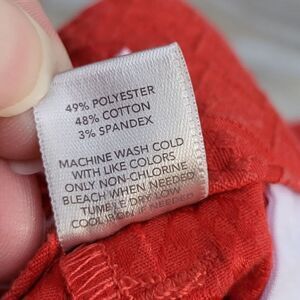 49% POLYESTER
48% COTTON
3% SPANDEX
MACHINE WASH COLD
WITH LIKE COLORS
ONLY NON-CHLORINE
BLEACH WHEN NEEDED
TUMBLE DRY LOW
COOL IRON IF NEEDED